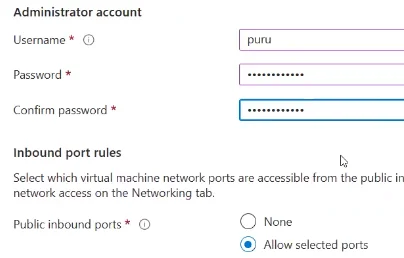 Administrator account
Username * puru
Password * ••••••••••••
Confirm password * ••••••••••••
Inbound port rules
Select which virtual machine network ports are accessible from the public in
network access on the Networking tab.
Public inbound ports * None
Allow selected ports